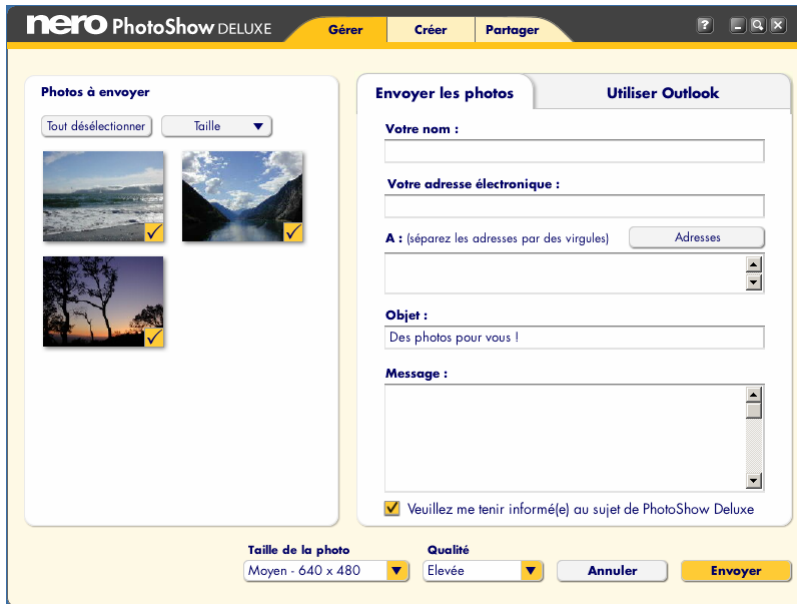 nero PhotoShow DELUXE
Gérer
Créer
Partager
?
Photos à envoyer
Tout désélectionner
Taille
Envoyer les photos
Utiliser Outlook
Votre nom :
Votre adresse électronique :
A : (séparez les adresses par des virgules)
Adresses
Objet :
Des photos pour vous !
Message :
Veuillez me tenir informé(e) au sujet de PhotoShow Deluxe
Taille de la photo
Qualité
Moyen - 640 x 480
Elevée
Annuler
Envoyer